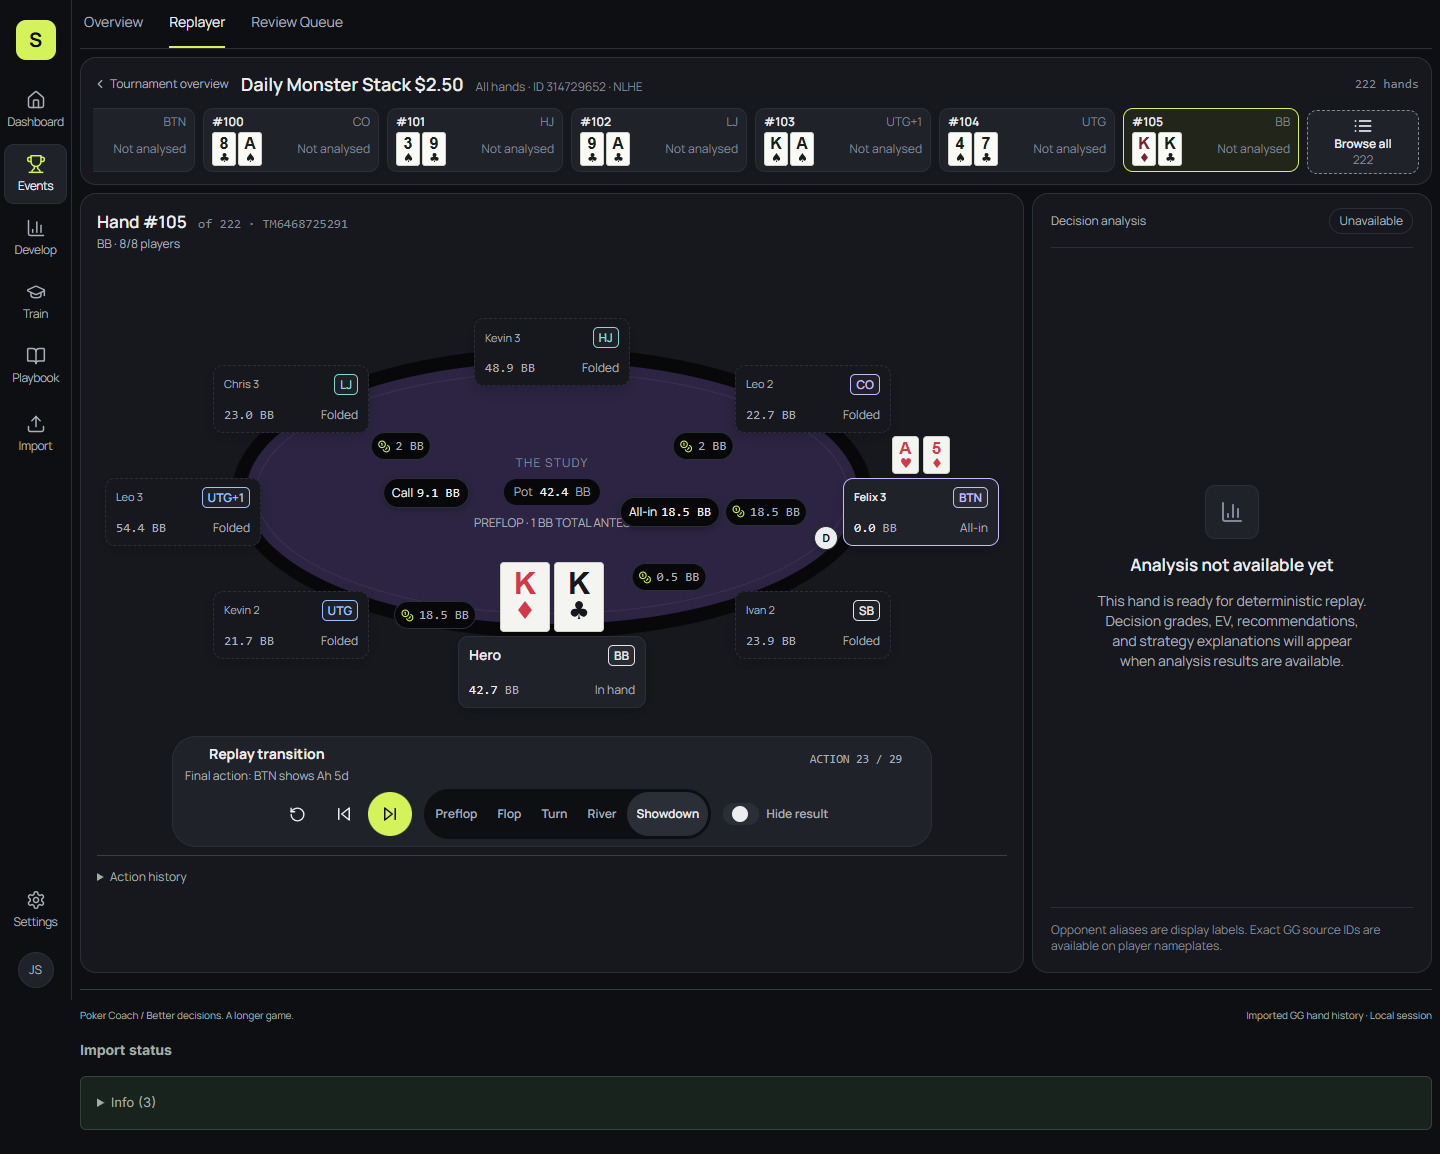 S
Dashboard
Events
Develop
Train
Playbook
Import
Settings
JS
Overview
Replayer
Review Queue
Tournament overview
Daily Monster Stack $2.50
All hands · ID 314729652 · NLHE
222 hands
BTN
Not analysed
#100
CO
8♣ A♠
Not analysed
#101
HJ
3♠ 9♣
Not analysed
#102
LJ
9♣ A♣
Not analysed
#103
UTG+1
K♠ A♠
Not analysed
#104
UTG
4♠ 7♣
Not analysed
#105
BB
K♦ K♣
Not analysed
Browse all
222
Hand #105 of 222 · TM6468725291
BB · 8/8 players
Kevin 3
HJ
48.9 BB
Folded
Chris 3
LJ
23.0 BB
Folded
Leo 2
CO
22.7 BB
Folded
2 BB
2 BB
A♥ 5♦
THE STUDY
Leo 3
UTG+1
54.4 BB
Folded
Call 9.1 BB
Pot 42.4 BB
PREFLOP · 1 BB TOTAL ANTES
All-in 18.5 BB
18.5 BB
Felix 3
BTN
0.0 BB
All-in
D
K♦ K♣
0.5 BB
Kevin 2
UTG
21.7 BB
Folded
18.5 BB
Ivan 2
SB
23.9 BB
Folded
Hero
BB
42.7 BB
In hand
Replay transition
Final action: BTN shows Ah 5d
ACTION 23 / 29
Preflop
Flop
Turn
River
Showdown
Hide result
Action history
Decision analysis
Unavailable
Analysis not available yet
This hand is ready for deterministic replay.
Decision grades, EV, recommendations,
and strategy explanations will appear
when analysis results are available.
Opponent aliases are display labels. Exact GG source IDs are
available on player nameplates.
Poker Coach / Better decisions. A longer game.
Imported GG hand history · Local session
Import status
Info (3)